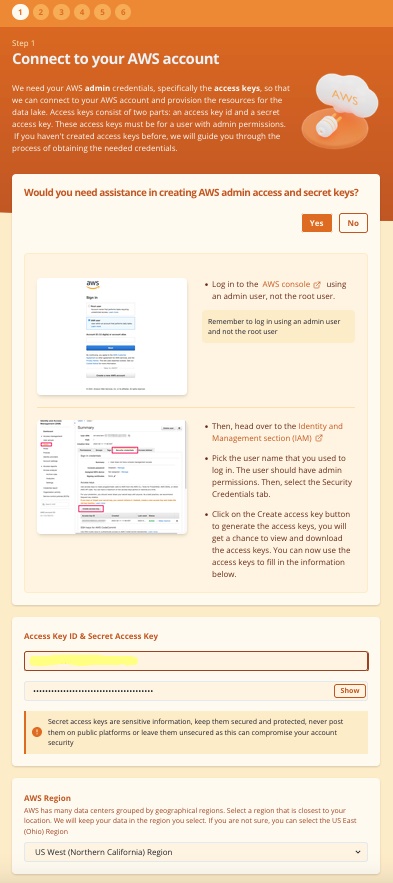 1 2 3 4 5 6
Step 1
Connect to your AWS account
We need your AWS admin credentials, specifically the access keys, so that
we can connect to your AWS account and provision the resources for the
data lake. Access keys consist of two parts: an access key id and a secret
access key. These access keys must be for a user with admin permissions.
If you haven't created access keys before, we will guide you through the
process of obtaining the needed credentials.
AWS
Would you need assistance in creating AWS admin access and secret keys?
Yes No
aws
Sign in
Log in to the AWS console using
an admin user, not the root user.
Remember to log in using an admin user
and not the root user
Summary
Then, head over to the Identity and
Management section (IAM)
Pick the user name that you used to
log in. The user should have admin
permissions. Then, select the Security
Credentials tab.
Click on the Create access key button
to generate the access keys, you will
get a chance to view and download
the access keys. You can now use the
access keys to fill in the information
below.
Access Key ID & Secret Access Key
Show
Secret access keys are sensitive information, keep them secured and protected, never post
them on public platforms or leave them unsecured as this can compromise your account
security
AWS Region
AWS has many data centers grouped by geographical regions. Select a region that is closest to your
location. We will keep your data in the region you select. If you are not sure, you can select the US East
(Ohio) Region
US West (Northern California) Region